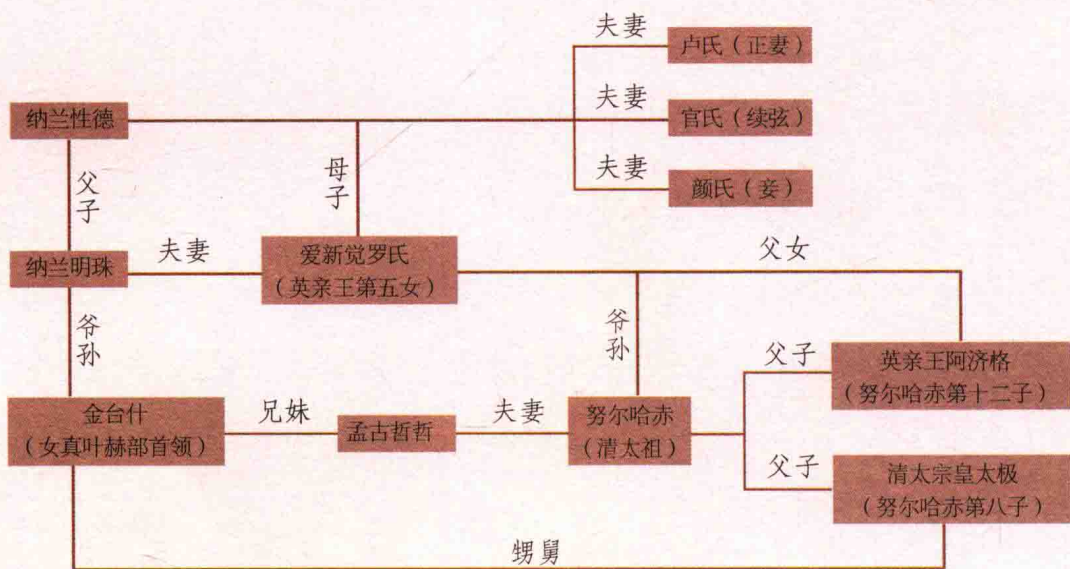 夫妻
卢氏（正妻）
纳兰性德
夫妻
官氏（续弦）
父子
母子
夫妻
颜氏（妾）
纳兰明珠
夫妻
爱新觉罗氏
（英亲王第五女）
父女
爷孙
爷孙
父子
英亲王阿济格
（努尔哈赤第十二子）
金台什
（女真叶赫部首领）
兄妹
孟古哲哲
夫妻
努尔哈赤
（清太祖）
父子
清太宗皇太极
（努尔哈赤第八子）
甥舅